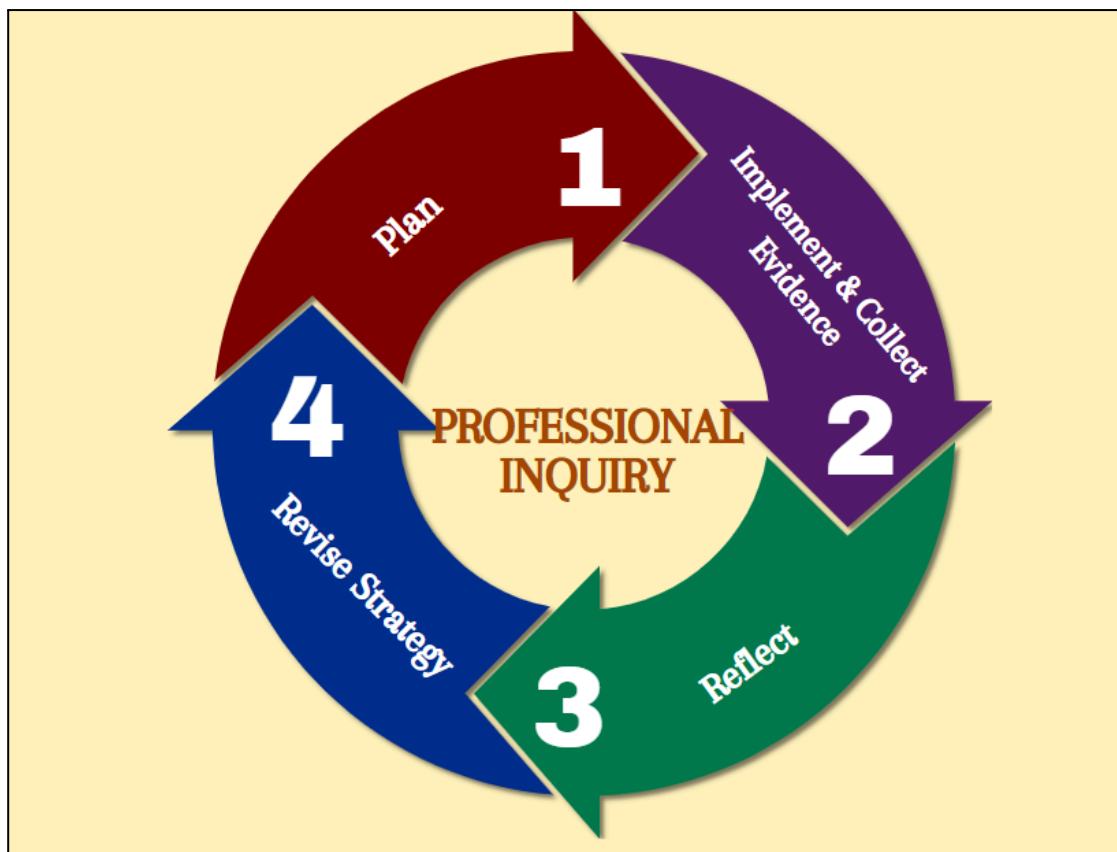 1
Plan
2
Implement & Collect
Evidence
3
Reflect
4
Revise Strategy
PROFESSIONAL
INQUIRY